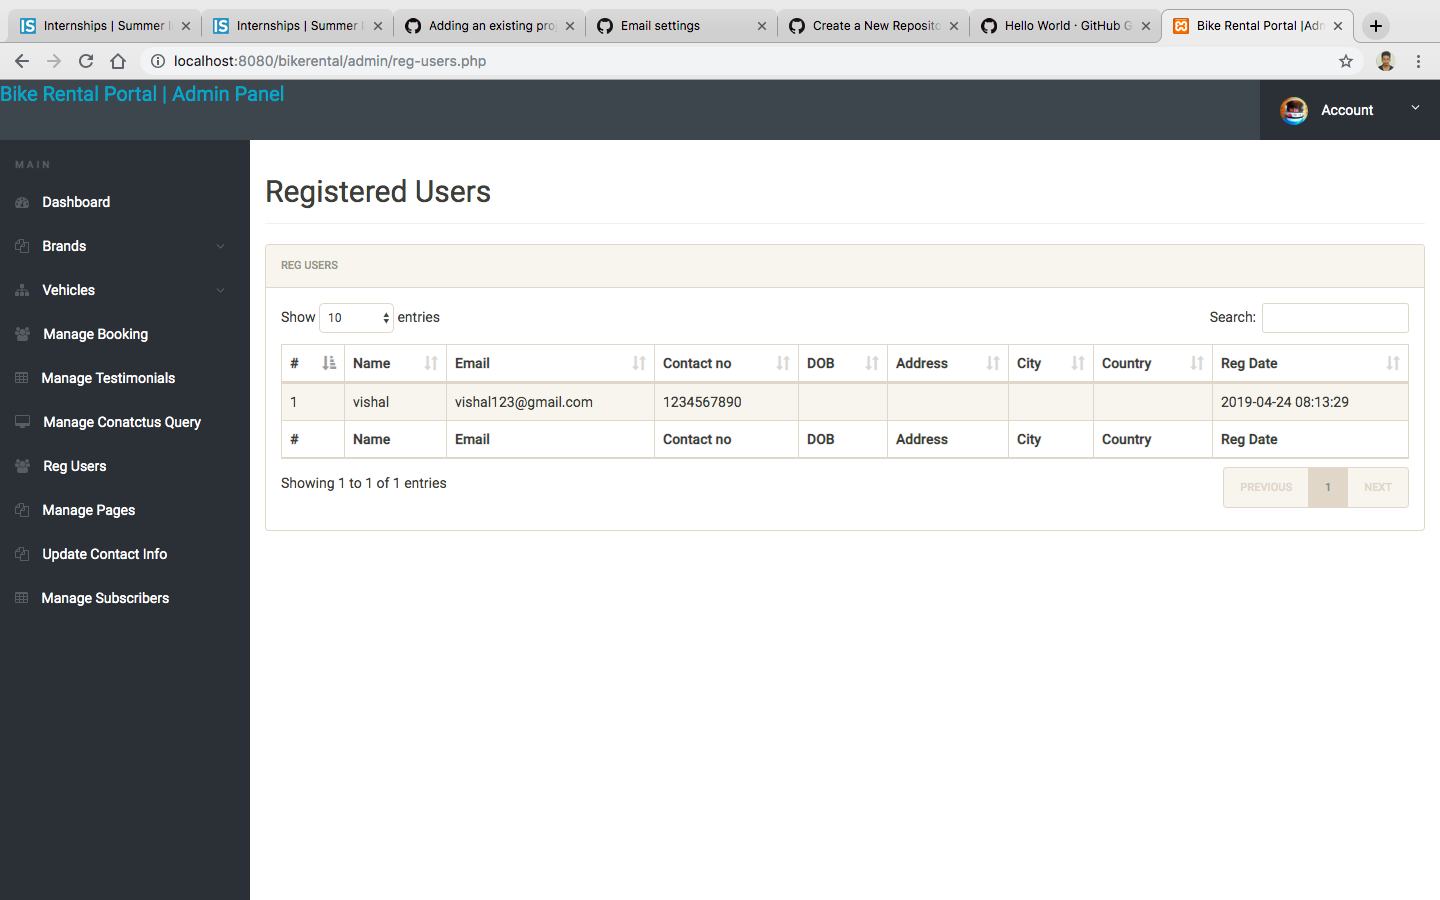 Internships | Summer I
Internships | Summer I
Adding an existing proj
Email settings
Create a New Reposito
Hello World · GitHub G
Bike Rental Portal |Adm
localhost:8080/bikerental/admin/reg-users.php
Bike Rental Portal | Admin Panel
Account
MAIN
Dashboard
Brands
Vehicles
Manage Booking
Manage Testimonials
Manage Conatctus Query
Reg Users
Manage Pages
Update Contact Info
Manage Subscribers
Registered Users
REG USERS
Show 10 entries
Search:
# Name Email Contact no DOB Address City Country Reg Date
1 vishal vishal123@gmail.com 1234567890 2019-04-24 08:13:29
# Name Email Contact no DOB Address City Country Reg Date
Showing 1 to 1 of 1 entries
PREVIOUS 1 NEXT